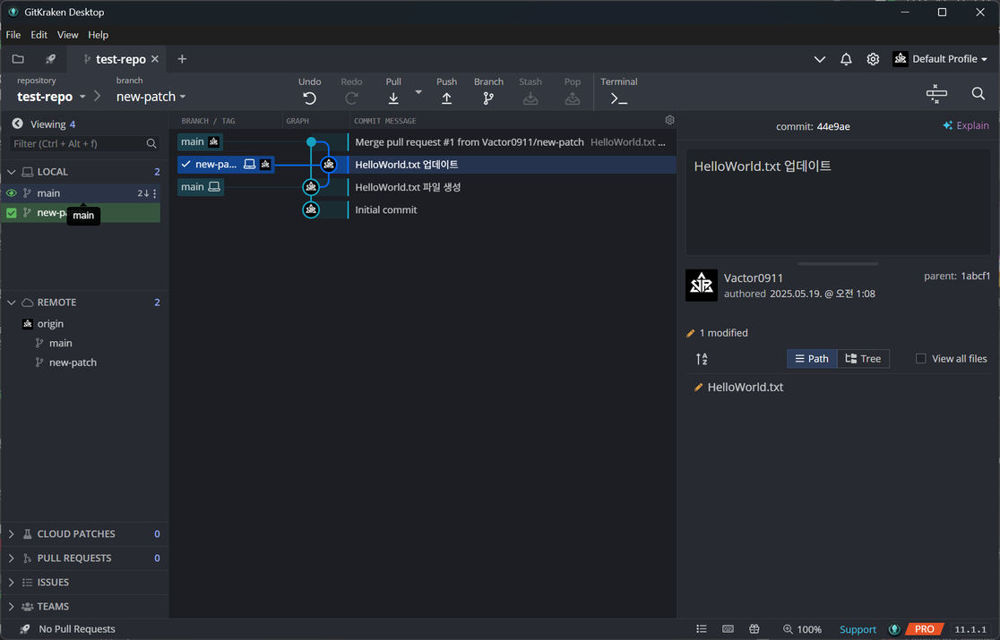 GitKraken Desktop
File Edit View Help
test-repo
Default Profile
repository
test-repo
branch
new-patch
Undo Redo Pull Push Branch Stash Pop Terminal
Viewing 4
Filter (Ctrl + Alt + f)
LOCAL 2
main 2↓
new-pa
main
REMOTE 2
origin
main
new-patch
CLOUD PATCHES 0
PULL REQUESTS 0
ISSUES
TEAMS
BRANCH / TAG GRAPH COMMIT MESSAGE
main Merge pull request #1 from Vactor0911/new-patch HelloWorld.txt ...
new-pa... HelloWorld.txt 업데이트
main HelloWorld.txt 파일 생성
Initial commit
commit: 44e9ae
Explain
HelloWorld.txt 업데이트
Vactor0911
authored 2025.05.19. @ 오전 1:08
parent: 1abcf1
1 modified
Path Tree View all files
HelloWorld.txt
No Pull Requests
100% Support PRO 11.1.1